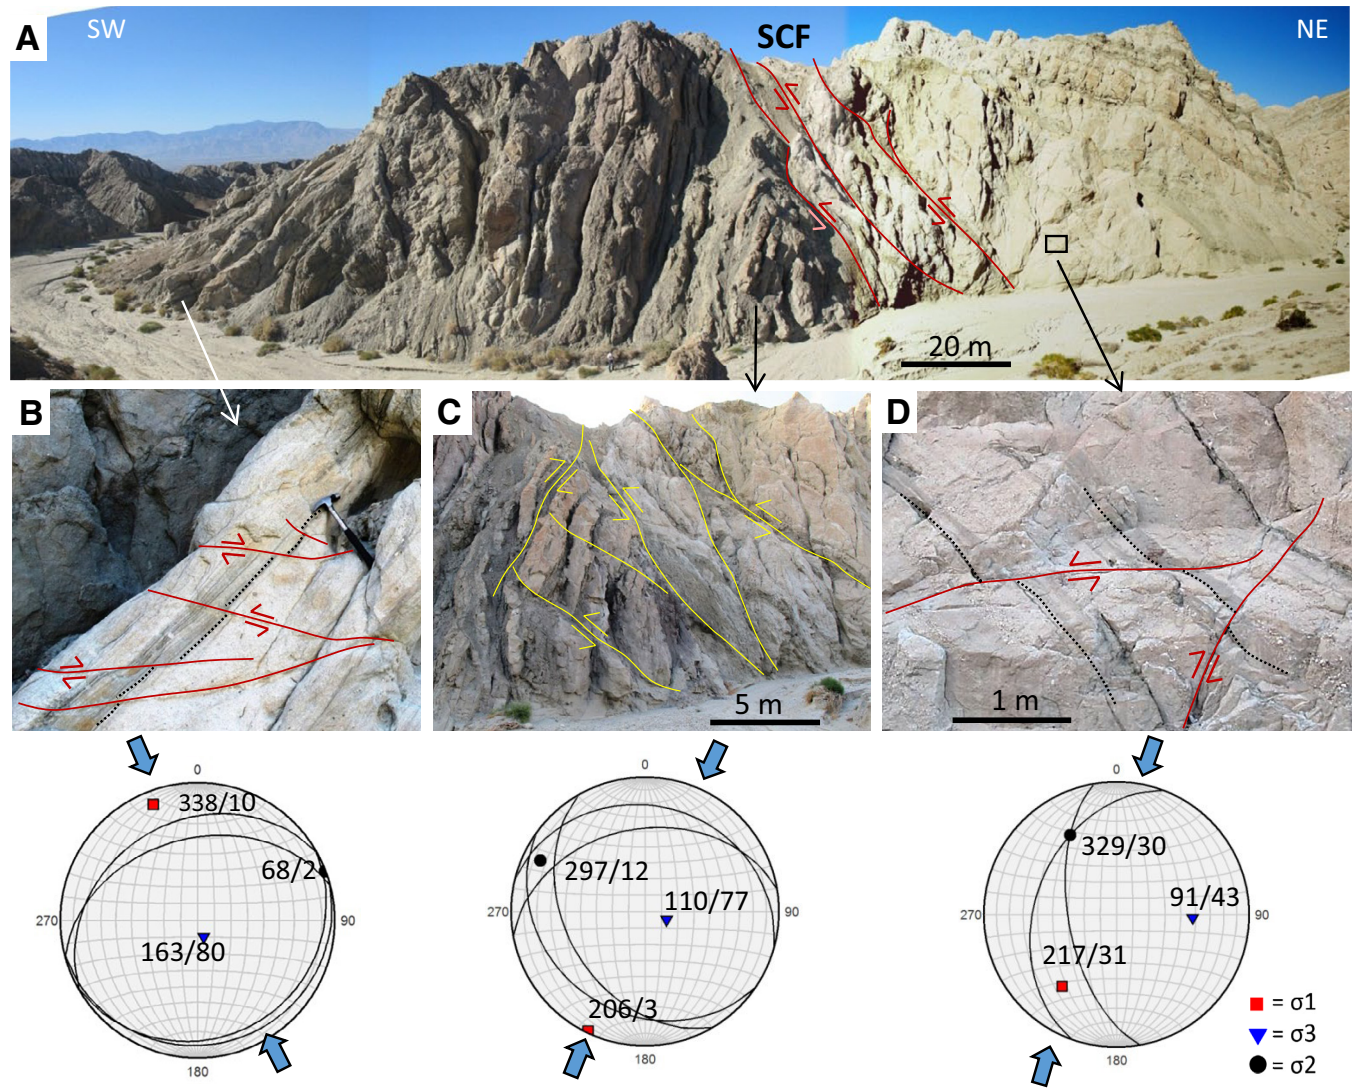 A
SW
SCF
NE
20 m
B
C
D
5 m
1 m
0
338/10
68/2
270
90
163/80
180
0
297/12
110/77
270
90
206/3
180
0
329/30
91/43
270
90
217/31
180
= σ1
= σ3
= σ2